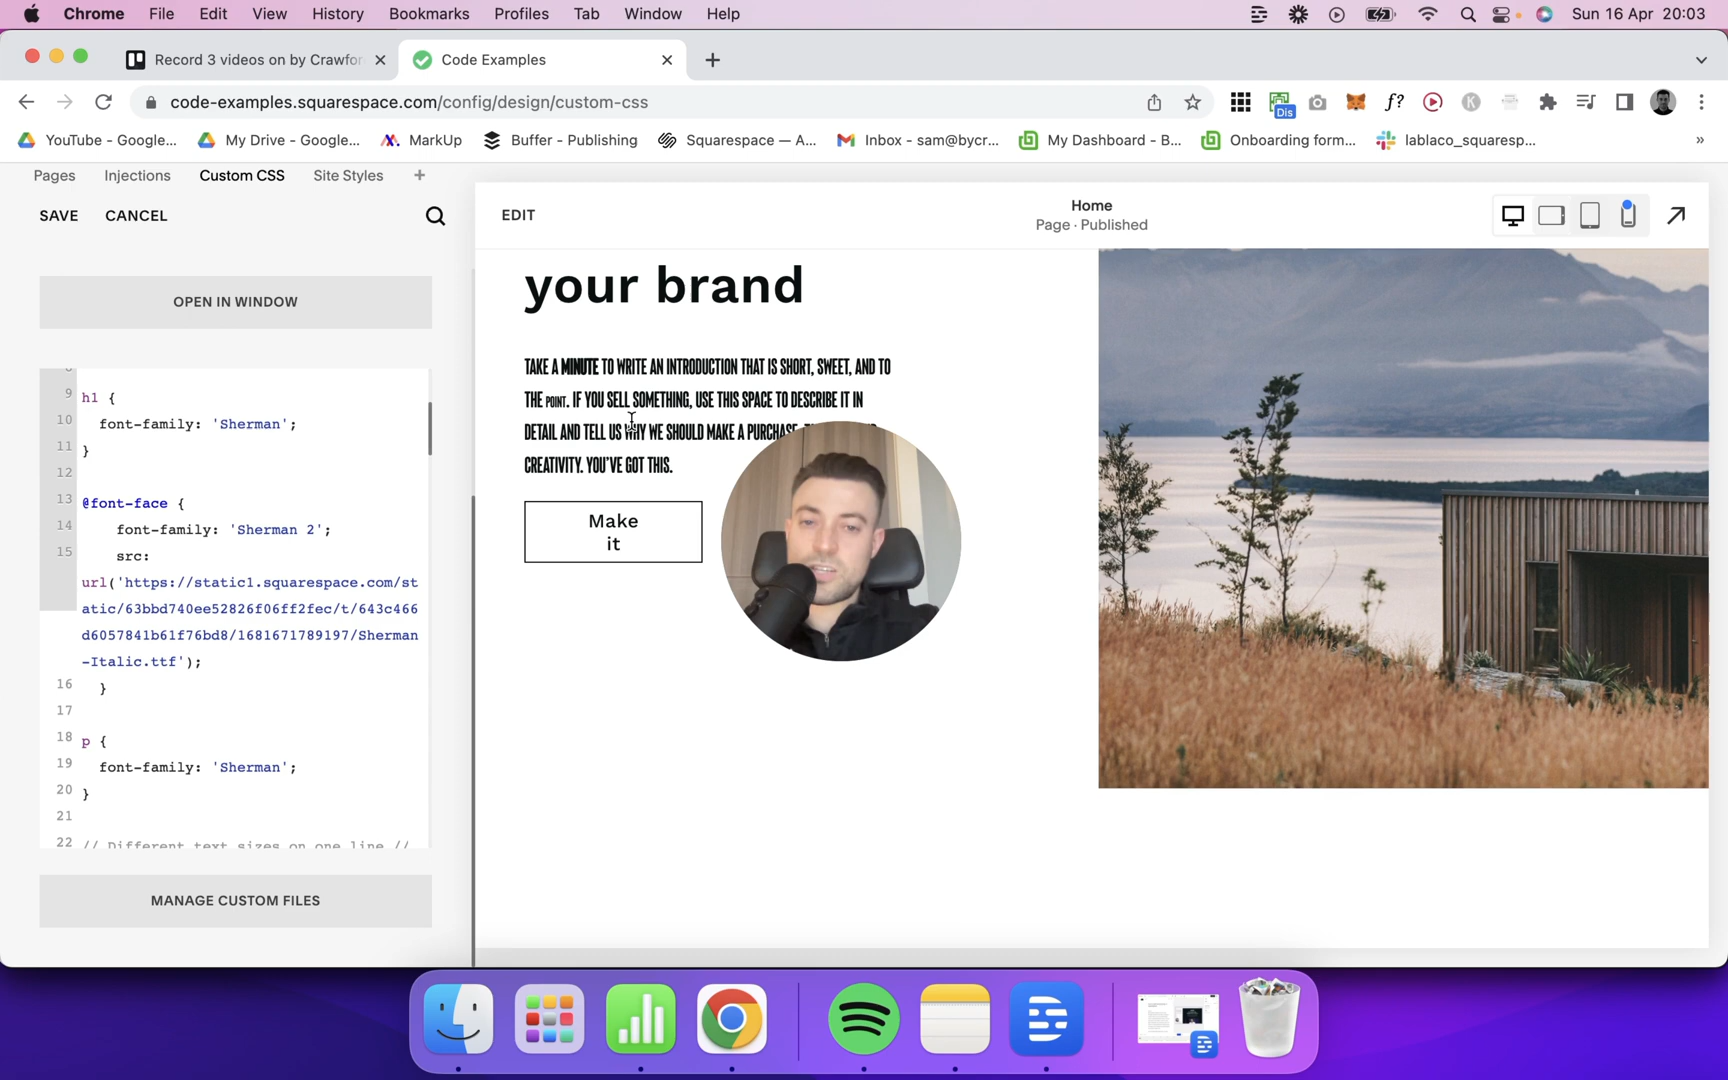 Chrome File Edit View History Bookmarks Profiles Tab Window Help
Sun 16 Apr 20:03
Record 3 videos on by Crawfor
Code Examples
code-examples.squarespace.com/config/design/custom-css
f?
Dis
K
YouTube - Google...
My Drive - Google...
MarkUp
Buffer - Publishing
Squarespace — A...
Inbox - sam@bycr...
My Dashboard - B...
Onboarding form...
lablaco_squaresp...
»
Pages Injections Custom CSS Site Styles +
SAVE CANCEL
OPEN IN WINDOW
9 h1 {
10 font-family: 'Sherman';
11 }
12
13 @font-face {
14 font-family: 'Sherman 2';
15 src:
url('https://static1.squarespace.com/st
atic/63bbd740ee52826f06ff2fec/t/643c466
d6057841b61f76bd8/1681671789197/Sherman
-Italic.ttf');
16 }
17
18 p {
19 font-family: 'Sherman';
20 }
21
22 // Different text sizes on one line //
MANAGE CUSTOM FILES
EDIT
Home
Page · Published
your brand
TAKE A MINUTE TO WRITE AN INTRODUCTION THAT IS SHORT, SWEET, AND TO
THE POINT. IF YOU SELL SOMETHING, USE THIS SPACE TO DESCRIBE IT IN
DETAIL AND TELL US WHY WE SHOULD MAKE A PURCHASE.
CREATIVITY. YOU'VE GOT THIS.
Make
it